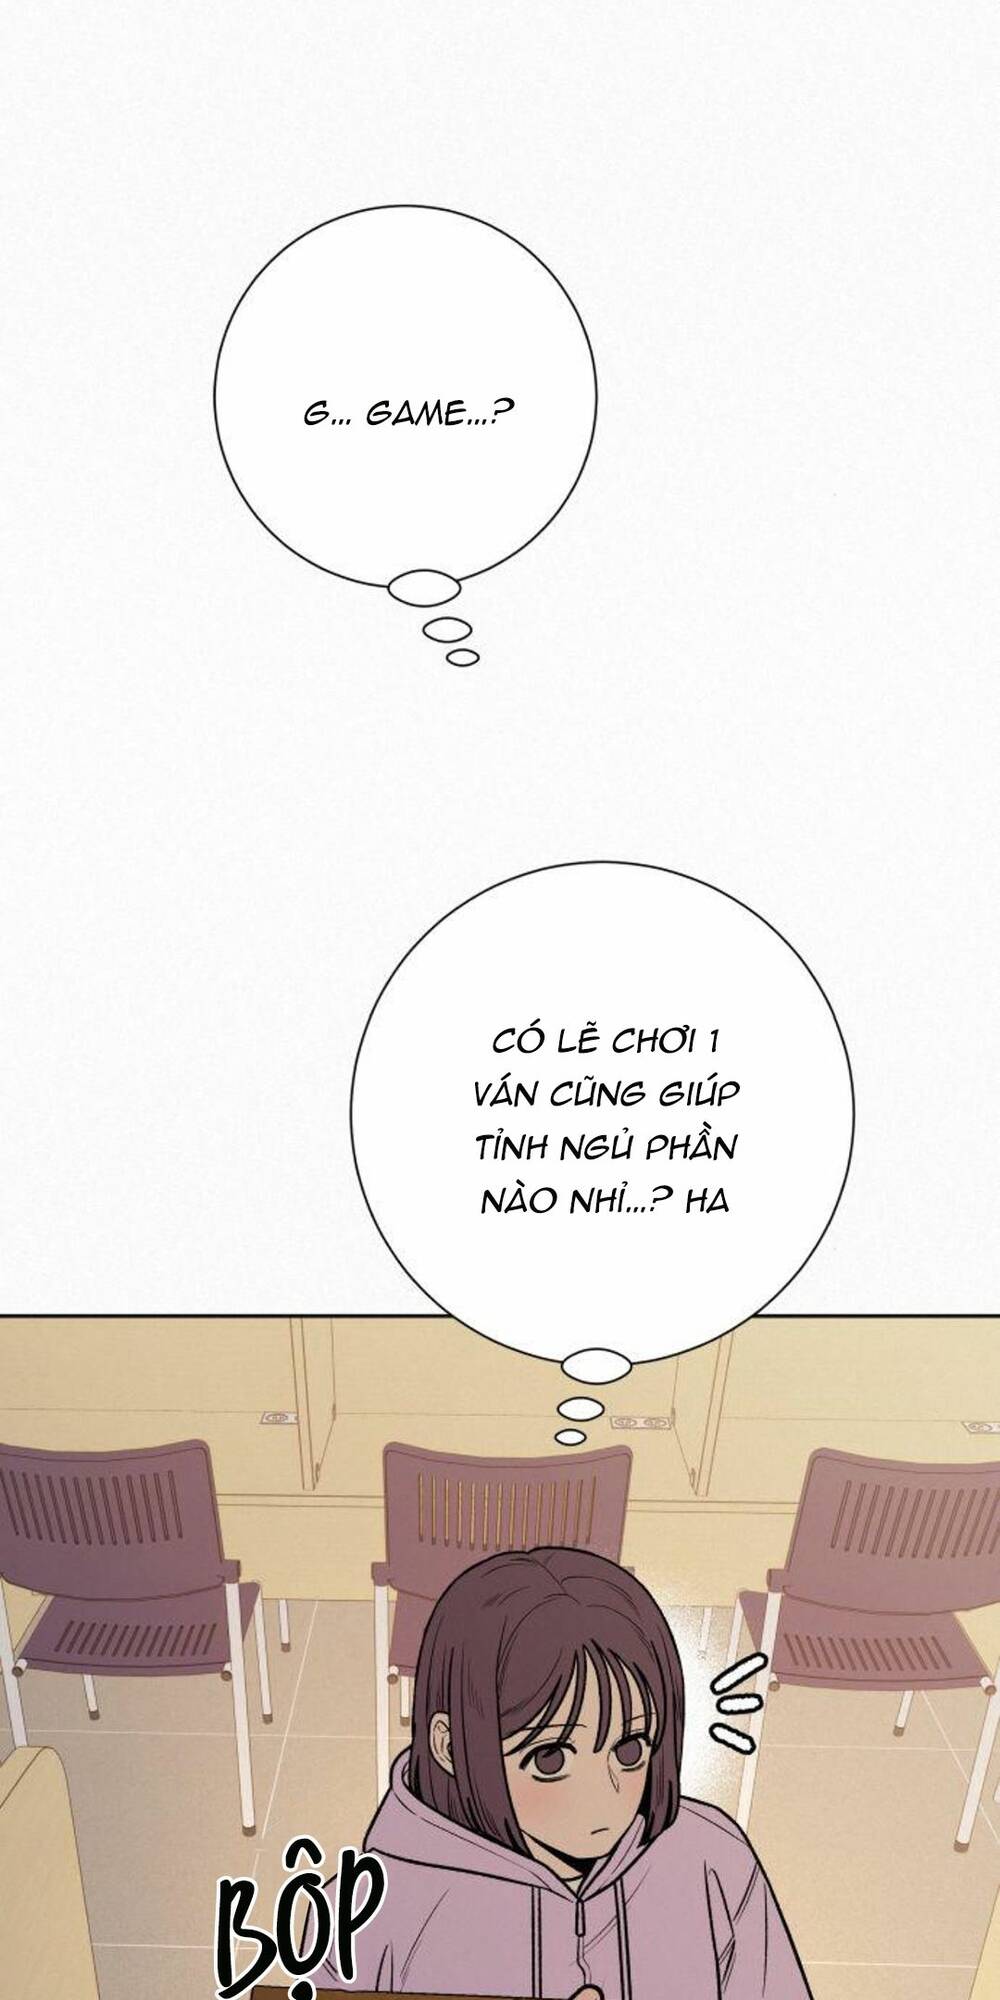 G... GAME...?
CÓ LẼ CHƠI 1
VÁN CŨNG GIÚP
TỈNH NGỦ PHẦN
NÀO NHỈ...? HA
BỘP